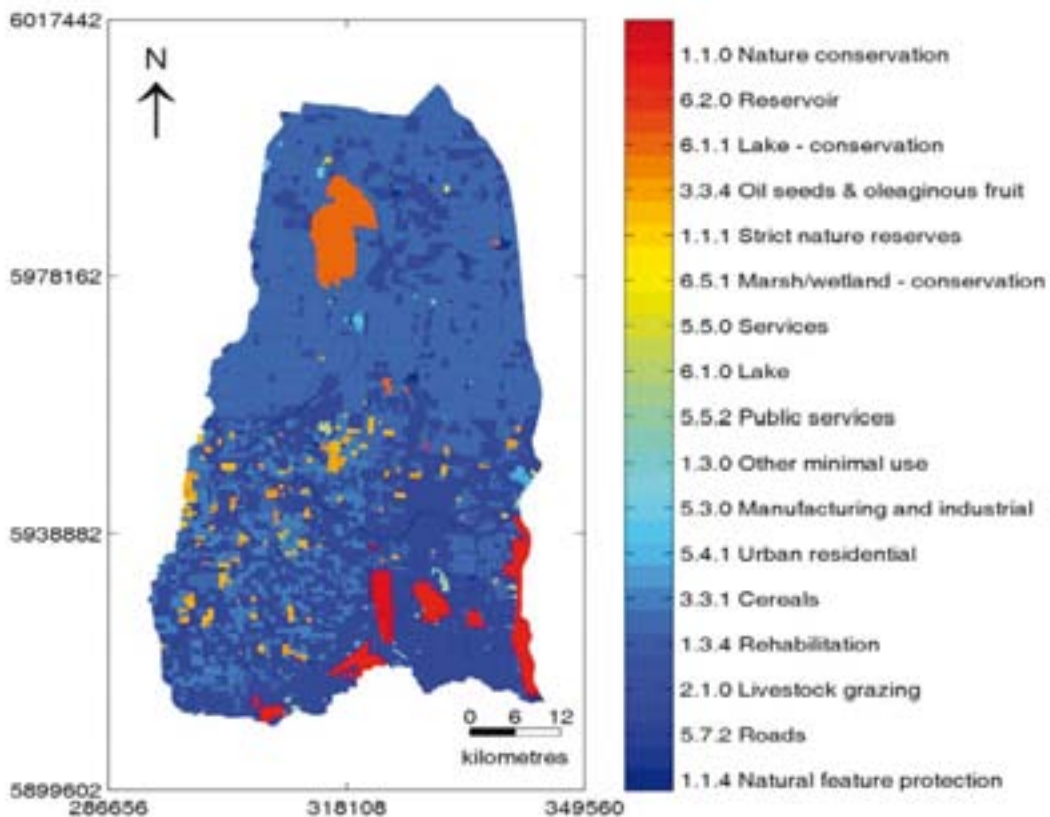 6017442
N
5978162
5938882
5899602
286656 318108 349560
0 6 12
kilometres
1.1.0 Nature conservation
6.2.0 Reservoir
6.1.1 Lake - conservation
3.3.4 Oil seeds & oleaginous fruit
1.1.1 Strict nature reserves
6.5.1 Marsh/wetland - conservation
5.5.0 Services
6.1.0 Lake
5.5.2 Public services
1.3.0 Other minimal use
5.3.0 Manufacturing and industrial
5.4.1 Urban residential
3.3.1 Cereals
1.3.4 Rehabilitation
2.1.0 Livestock grazing
5.7.2 Roads
1.1.4 Natural feature protection